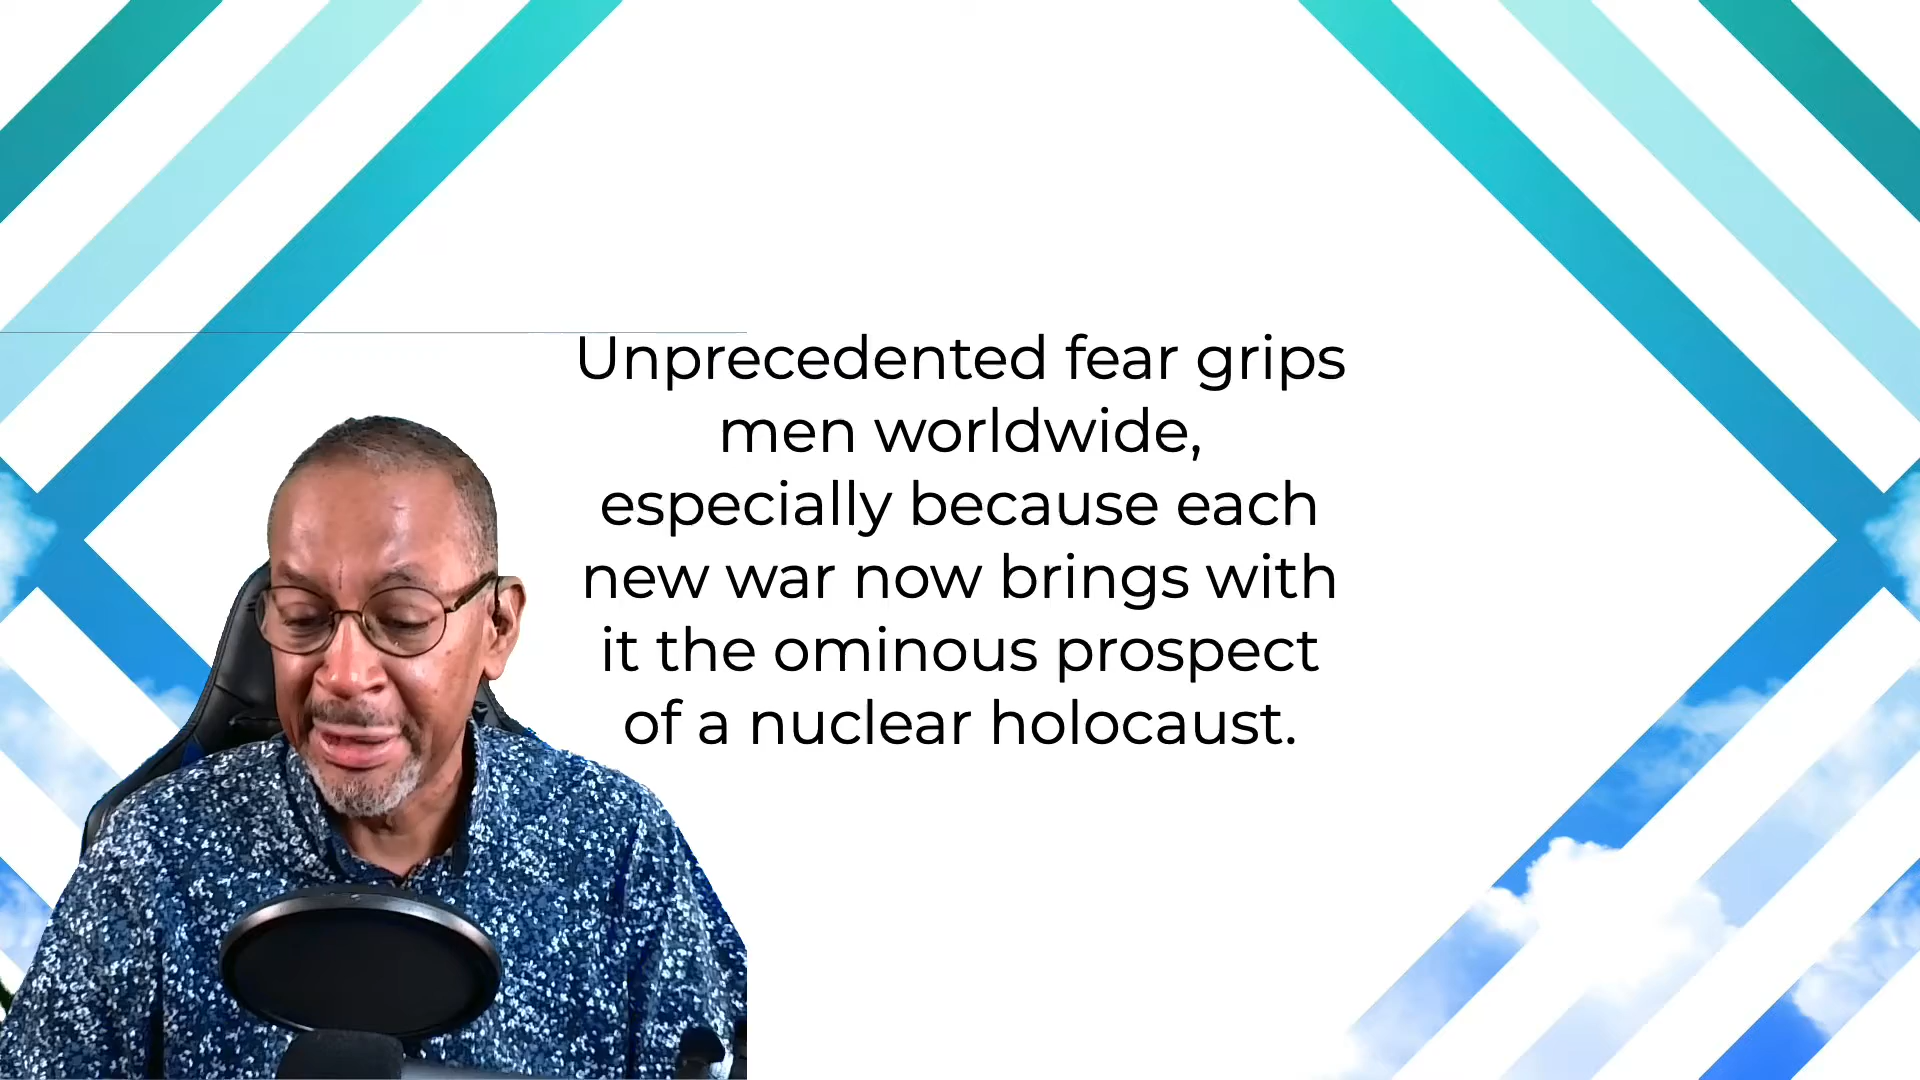 Unprecedented fear grips
men worldwide,
especially because each
new war now brings with
it the ominous prospect
of a nuclear holocaust.